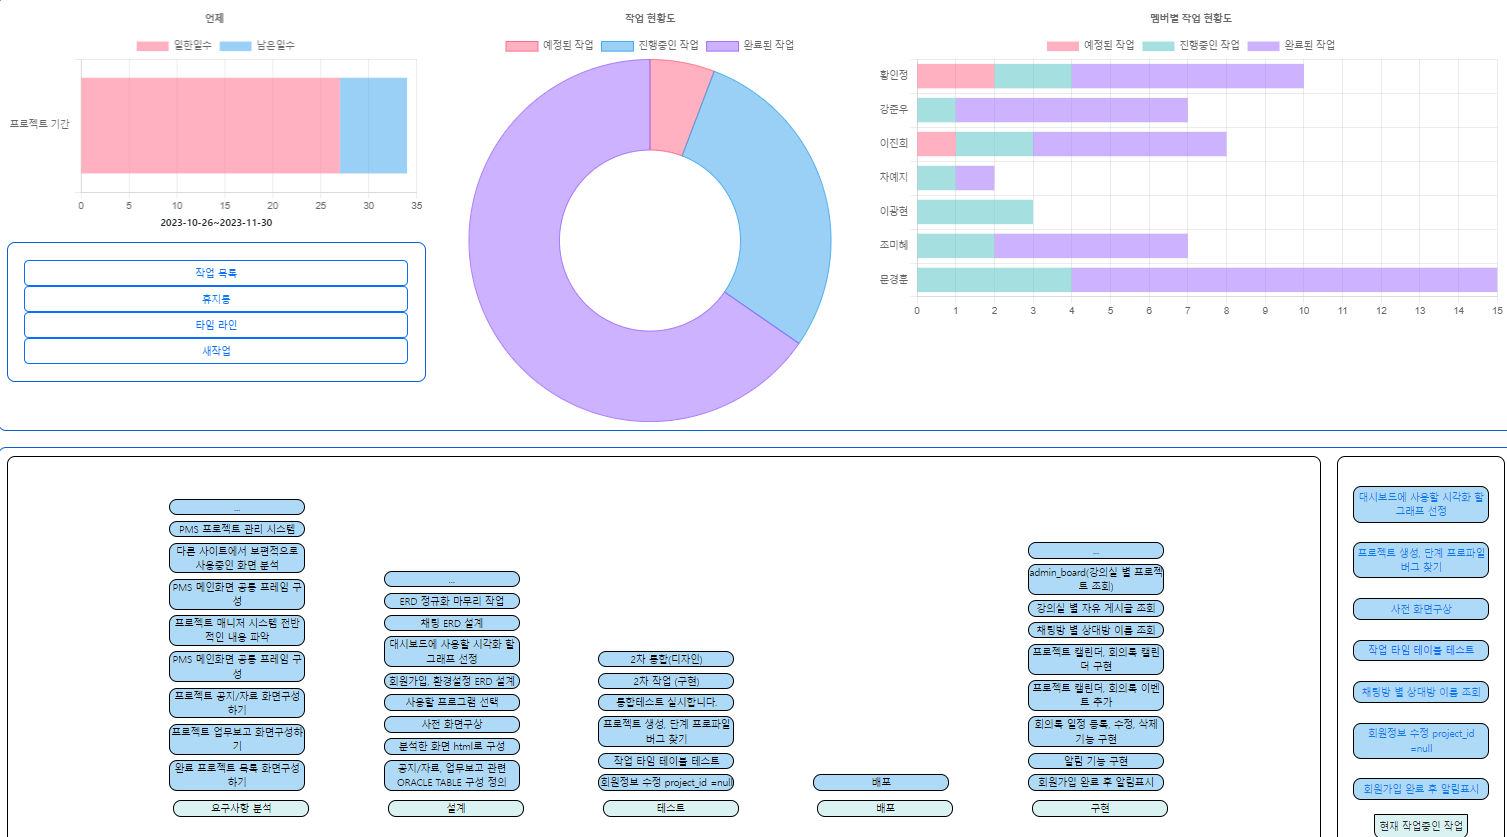 언제
일한일수 남은일수
프로젝트 기간
0 5 10 15 20 25 30 35
2023-10-26~2023-11-30
작업 목록
휴지통
타임 라인
새작업
작업 현황도
예정된 작업 진행중인 작업 완료된 작업
멤버별 작업 현황도
예정된 작업 진행중인 작업 완료된 작업
황인정
강준우
이진희
차예지
이광현
조미혜
문경훈
0 1 2 3 4 5 6 7 8 9 10 11 12 13 14 15
...
PMS 프로젝트 관리 시스템
다른 사이트에서 보편적으로
사용중인 화면 분석
PMS 메인화면 공통 프레임 구
성
프로젝트 매니저 시스템 전반
적인 내용 파악
PMS 메인화면 공통 프레임 구
성
프로젝트 공지/자료 화면구성
하기
프로젝트 업무보고 화면구성하
기
완료 프로젝트 목록 화면구성
하기
요구사항 분석
...
ERD 정규화 마무리 작업
채팅 ERD 설계
대시보드에 사용할 시각화 할
그래프 선정
회원가입, 환경설정 ERD 설계
사용할 프로그램 선택
사전 화면구상
분석한 화면 html로 구성
공지/자료, 업무보고 관련
ORACLE TABLE 구성 정의
설계
2차 통합(디자인)
2차 작업 (구현)
통합테스트 실시합니다.
프로젝트 생성, 단계 프로파일
버그 찾기
작업 타임 테이블 테스트
회원정보 수정 project_id =null
테스트
배포
배포
...
admin_board(강의실 별 프로젝
트 조회)
강의실 별 자유 게시글 조회
채팅방 별 상대방 이름 조회
프로젝트 캘린더, 회의록 캘린
더 구현
프로젝트 캘린더, 회의록 이벤
트 추가
회의록 일정 등록, 수정, 삭제
기능 구현
알림 기능 구현
회원가입 완료 후 알림표시
구현
대시보드에 사용할 시각화 할
그래프 선정
프로젝트 생성, 단계 프로파일
버그 찾기
사전 화면구상
작업 타임 테이블 테스트
채팅방 별 상대방 이름 조회
회원정보 수정 project_id
=null
회원가입 완료 후 알림표시
현재 작업중인 작업